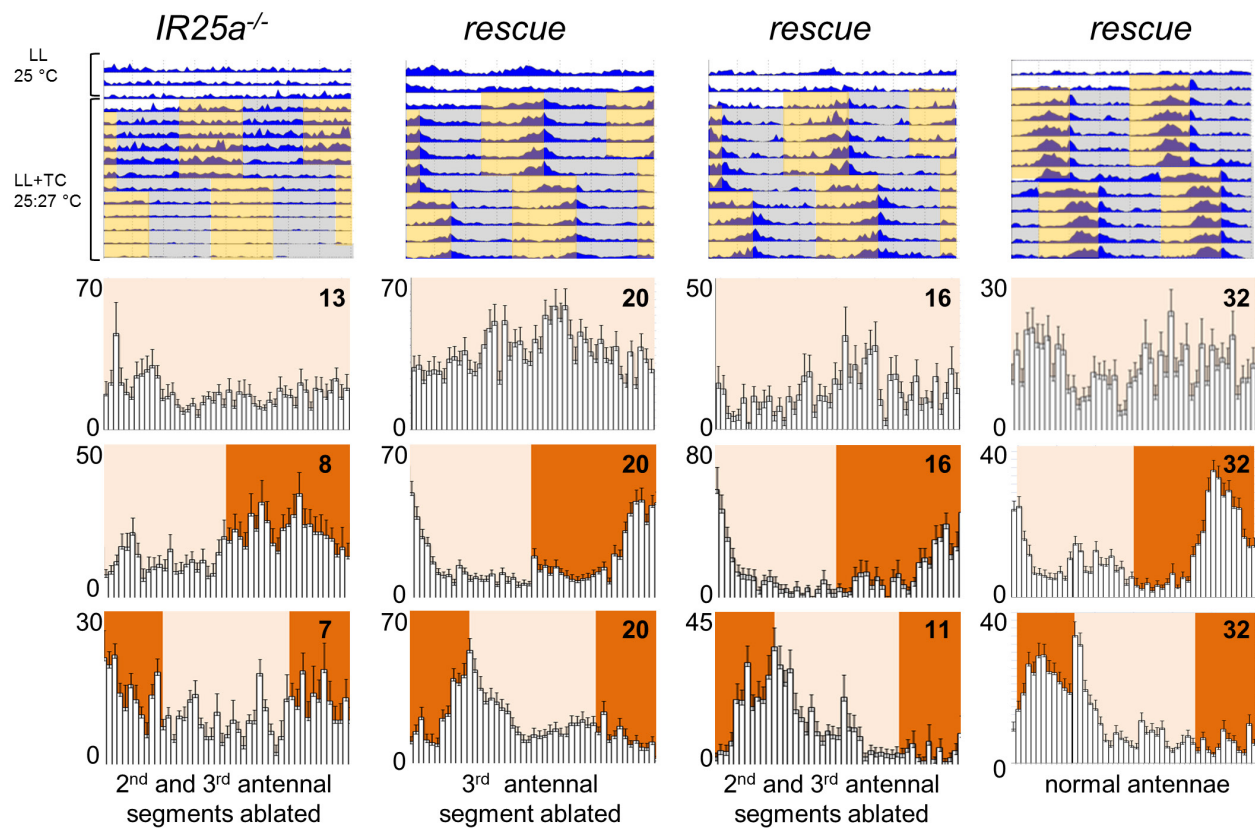 IR25a-/- rescue rescue rescue
LL
25 °C
LL+TC
25:27 °C
70 13 0
70 20 0
50 16 0
30 32 0
50 8 0
70 20 0
80 16 0
40 32 0
30 7 0
70 20 0
45 11 0
40 32 0
2nd and 3rd antennal
segments ablated
3rd antennal
segment ablated
2nd and 3rd antennal
segments ablated
normal antennae